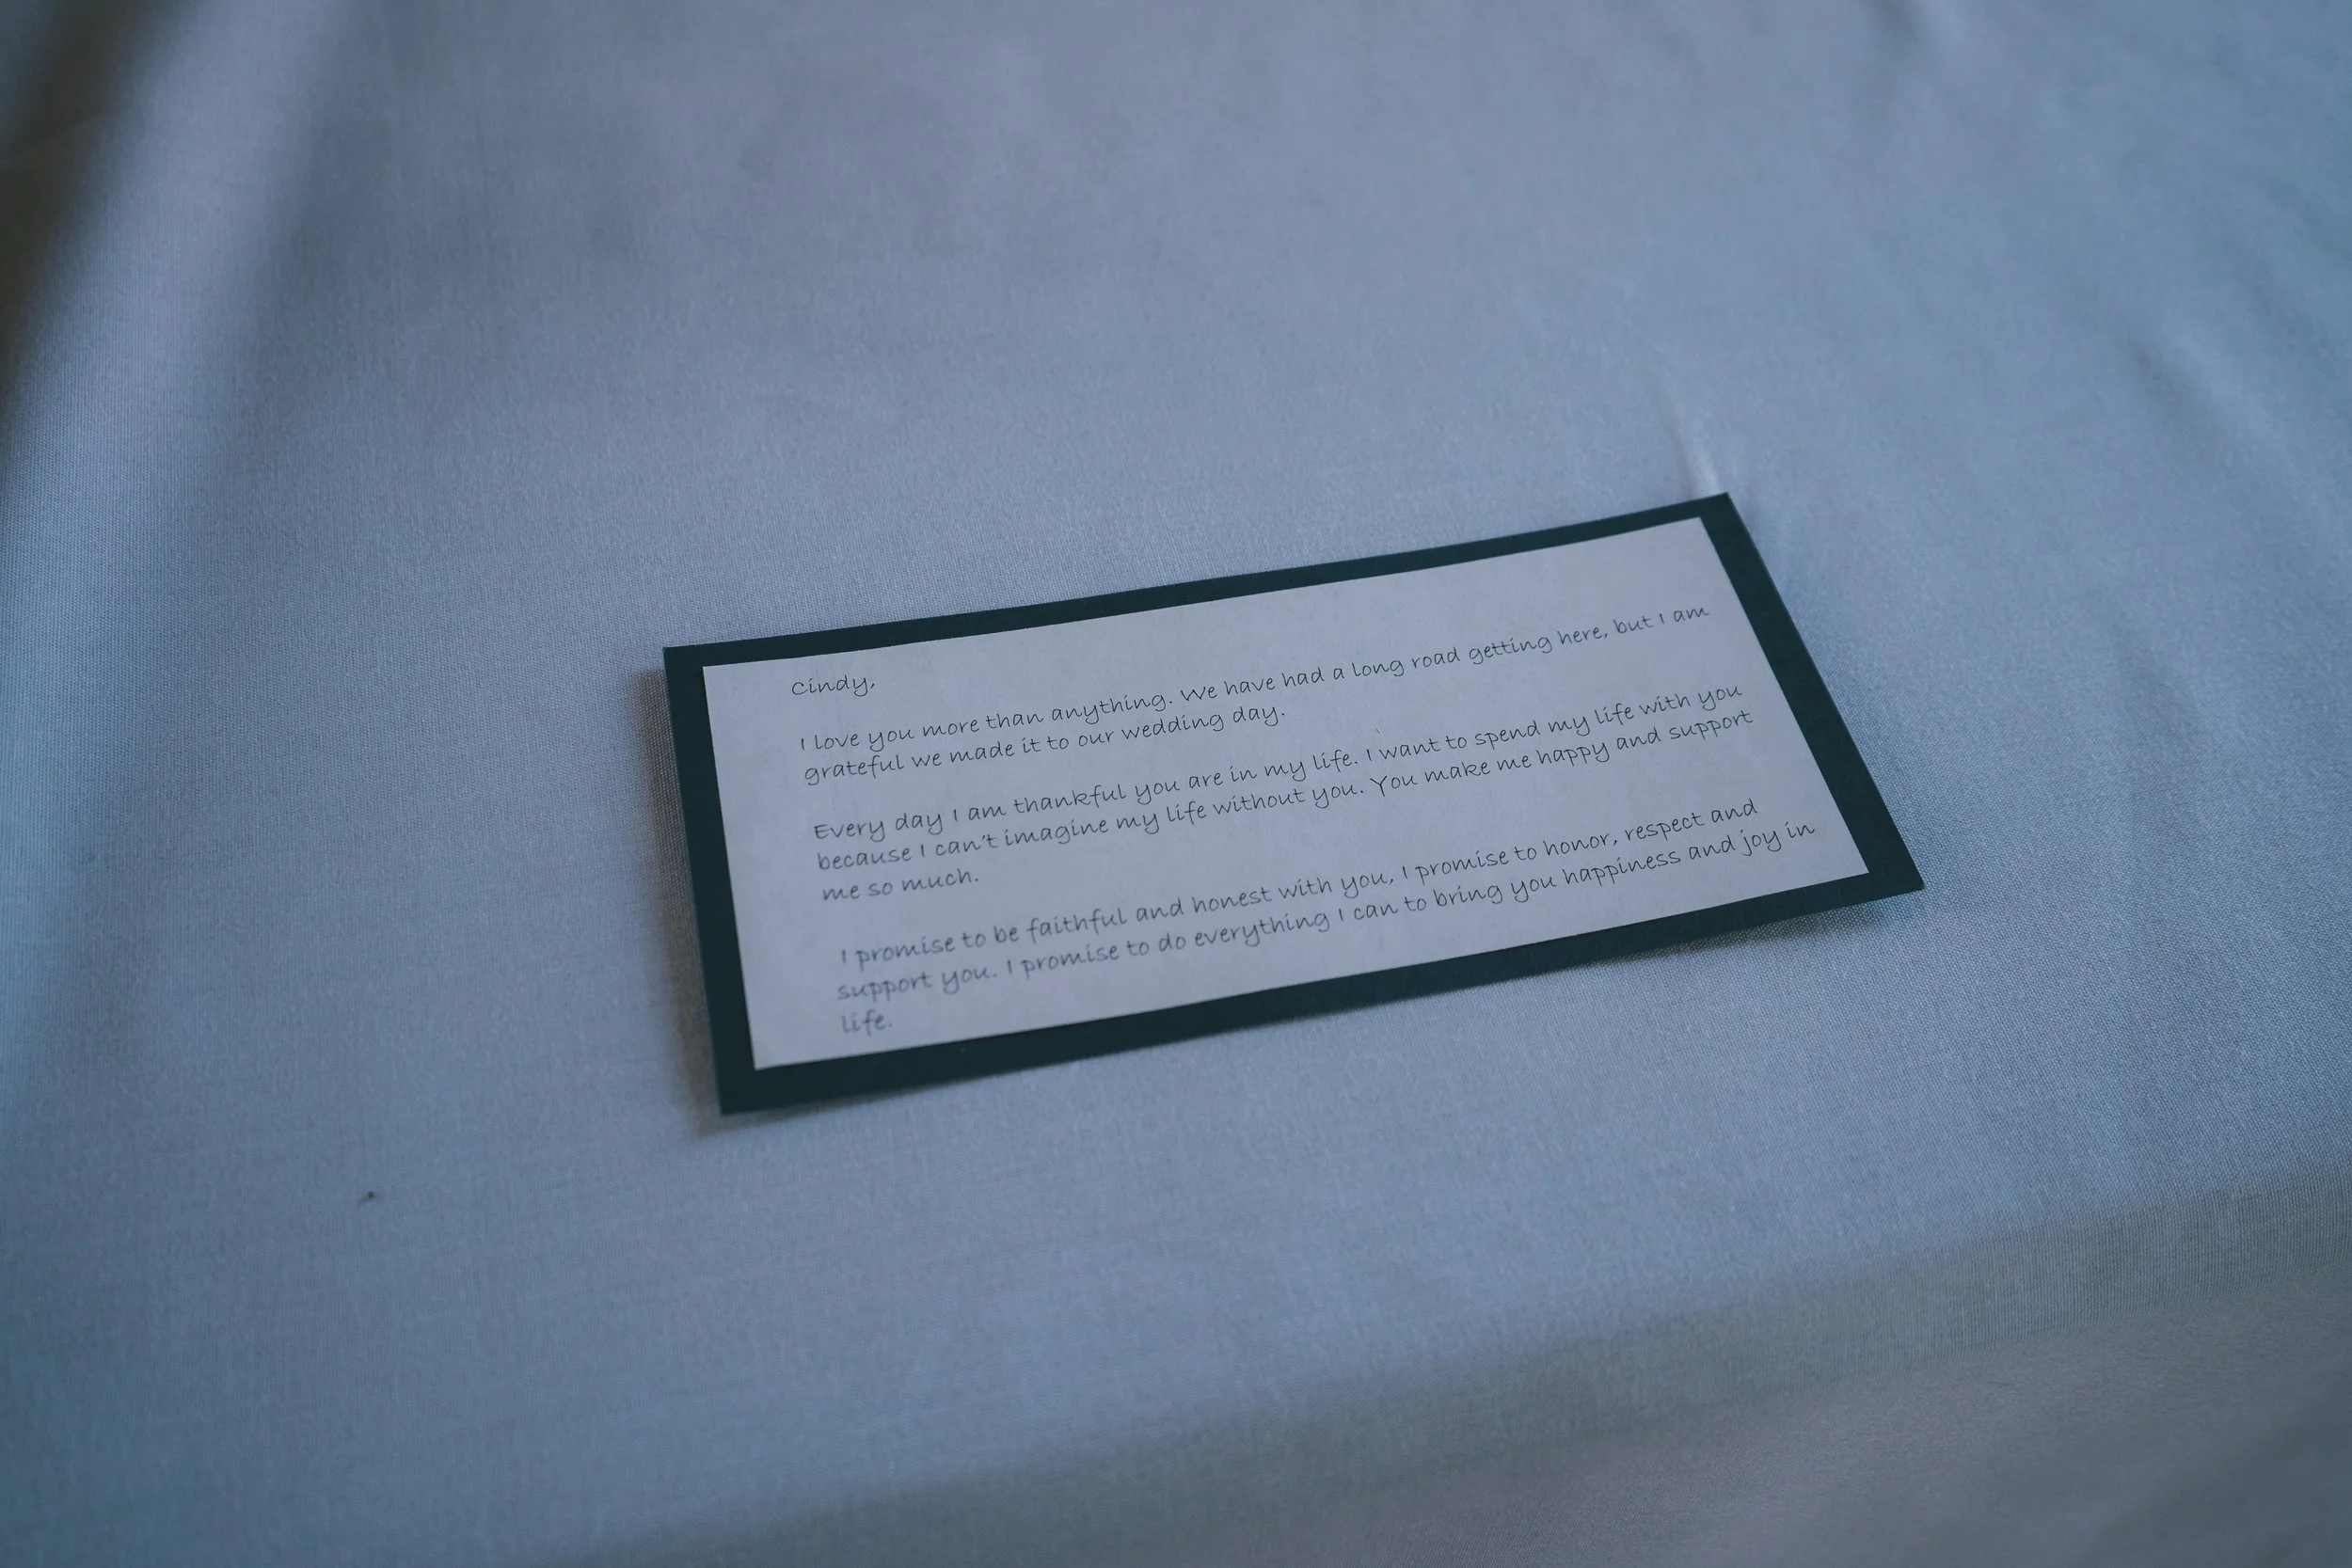 Cindy,
I love you more than anything. We have had a long road getting here, but I am
grateful we made it to our wedding day.
Every day I am thankful you are in my life. I want to spend my life with you
because I can't imagine my life without you. You make me happy and support
me so much.
I promise to be faithful and honest with you, I promise to honor, respect and
support you. I promise to do everything I can to bring you happiness and joy in
life.